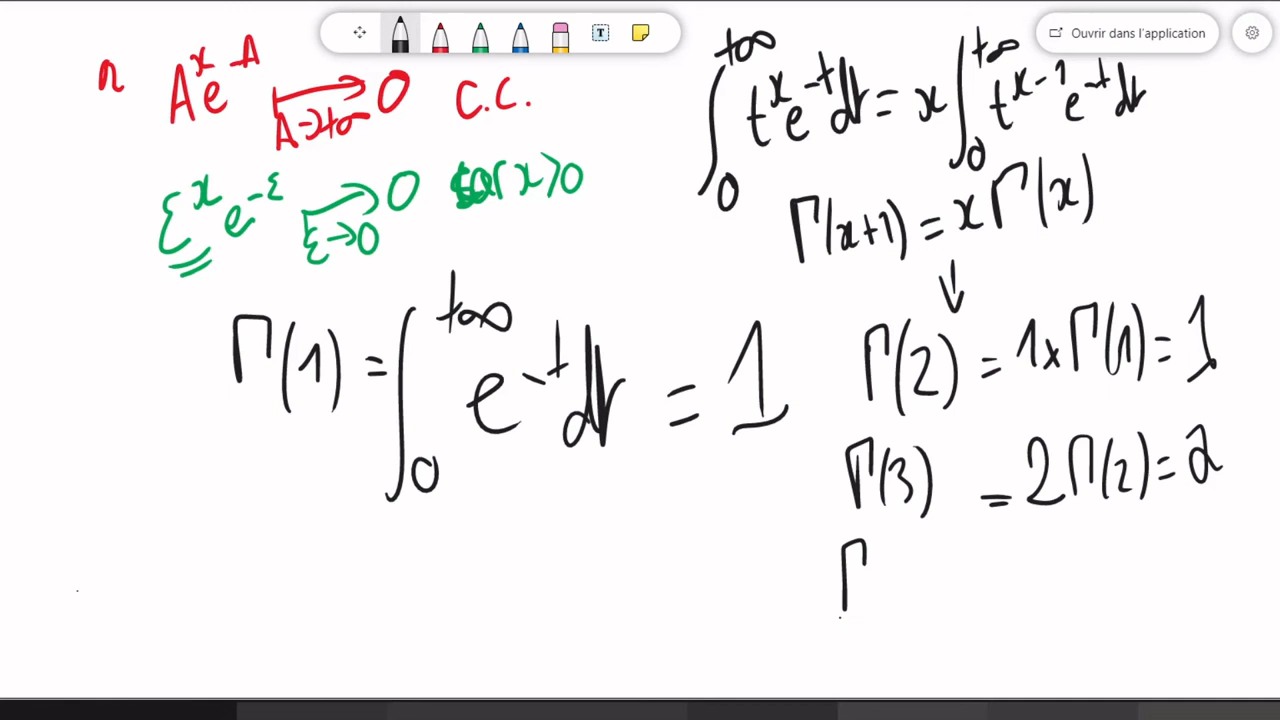 Ouvrir dans l'application
T
n A^x e^-A ⟼ 0 C.C.
A→+∞
ε^x e^-ε ⟼ 0 car x>0
ε→0
∫_0^+∞ t^x e^-t dt = x ∫_0^+∞ t^x-1 e^-t dt
Γ(x+1) = xΓ(x)
↓
Γ(1) = ∫_0^+∞ e^-t dt = 1
Γ(2) = 1×Γ(1) = 1
Γ(3) = 2Γ(2) = 2
Γ